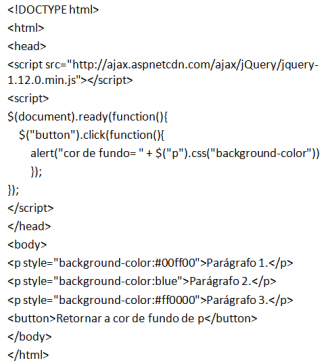 <!DOCTYPE html>
<html>
<head>
<script src="http://ajax.aspnetcdn.com/ajax/jQuery/jquery-
1.12.0.min.js"></script>
<script>
$(document).ready(function(){
$("button").click(function(){
alert("cor de fundo= " + $("p").css("background-color"))
});
});
</script>
</head>
<body>
<p style="background-color:#00ff00">Parágrafo 1.</p>
<p style="background-color:blue">Parágrafo 2.</p>
<p style="background-color:#ff0000">Parágrafo 3.</p>
<button>Retornar a cor de fundo de p</button>
</body>
</html>